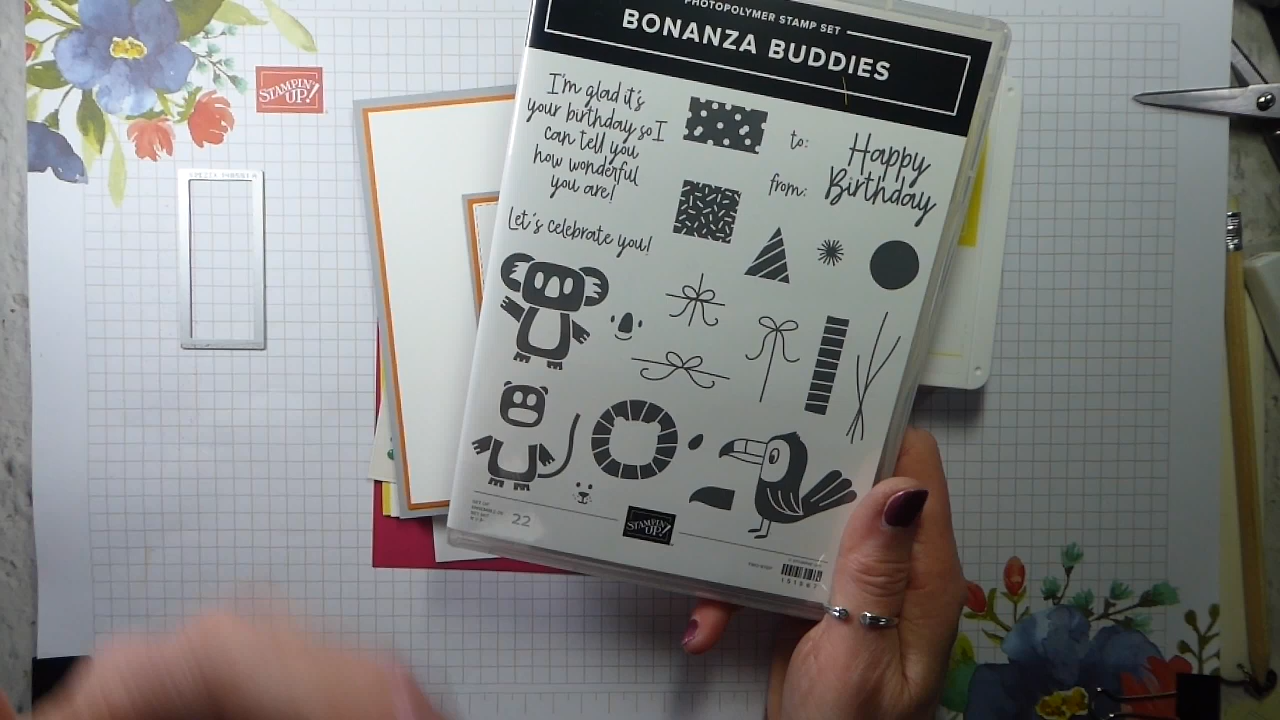 STAMPIN' UP!
PHOTOPOLYMER STAMP SET
BONANZA BUDDIES
I'm glad it's
your birthday so I
can tell you
how wonderful
you are!
Let's celebrate you!
to:
from:
Happy
Birthday
22
STAMPIN' UP!